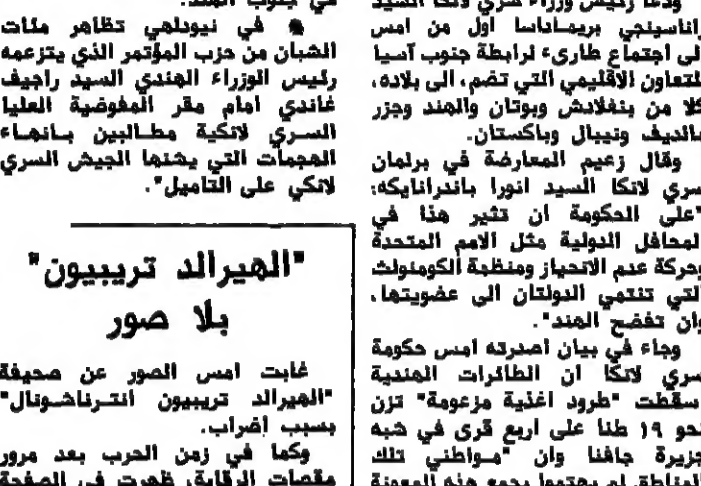 ودعا رئيس وزراء سري لانكا السيد
راناسينجي بريماداسا اول من امس
الى اجتماع طارىء لرابطة جنوب آسيا
للتعاون الاقليمي التي تضم، الى بلاده،
كلا من بنغلادش وبوتان والهند وجزر
مالديف ونيبال وباكستان.
وقال زعيم المعارضة في برلمان
سري لانكا السيد انورا باندرانايكه:
"على الحكومة ان تثير هذا في
المحافل الدولية مثل الامم المتحدة
وحركة عدم الانحياز ومنظمة الكومنولث
التي تنتمي الدولتان الى عضويتها،
وان تفضح الهند".
وجاء في بيان اصدرته امس حكومة
سري لانكا ان الطائرات الهندية
اسقطت "طرود اغذية مزعومة" تزن
نحو ١٩ طنا على اربع قرى في شبه
جزيرة جافنا وان "مواطني تلك
المناطق لم يهتموا بجمع هذه المعونة
في جنوب الهند.
● في نيودلهي تظاهر مئات
الشبان من حزب المؤتمر الذي يتزعمه
رئيس الوزراء الهندي السيد راجيف
غاندي امام مقر المفوضية العليا
السري لانكية مطالبين بانهاء
الهجمات التي يشنها الجيش السري
لانكي على التاميل".
"الهيرالد تريبيون"
بلا صور
غابت امس الصور عن صحيفة
"الهيرالد تريبيون انترناشونال"
بسبب اضراب.
وكما في زمن الحرب بعد مرور
مقصات الرقابة، ظهرت في الصفحة